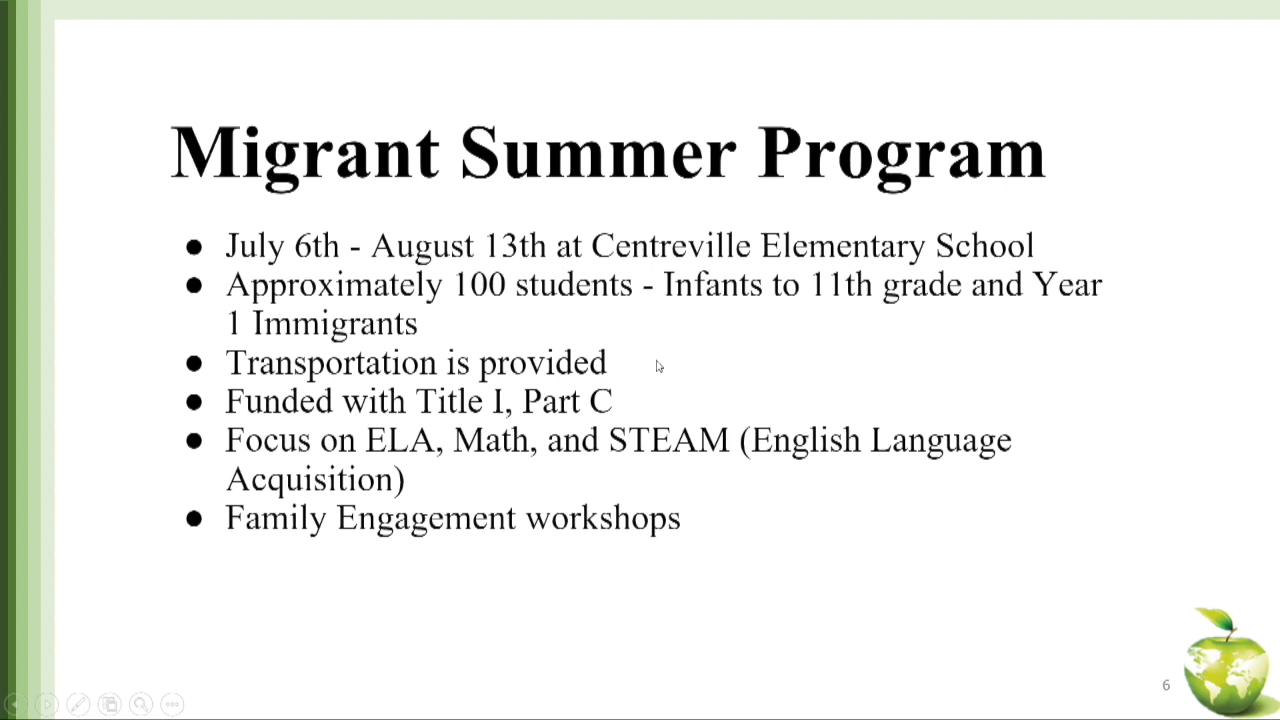 Migrant Summer Program
● July 6th - August 13th at Centreville Elementary School
● Approximately 100 students - Infants to 11th grade and Year
1 Immigrants
● Transportation is provided
● Funded with Title I, Part C
● Focus on ELA, Math, and STEAM (English Language
Acquisition)
● Family Engagement workshops
6